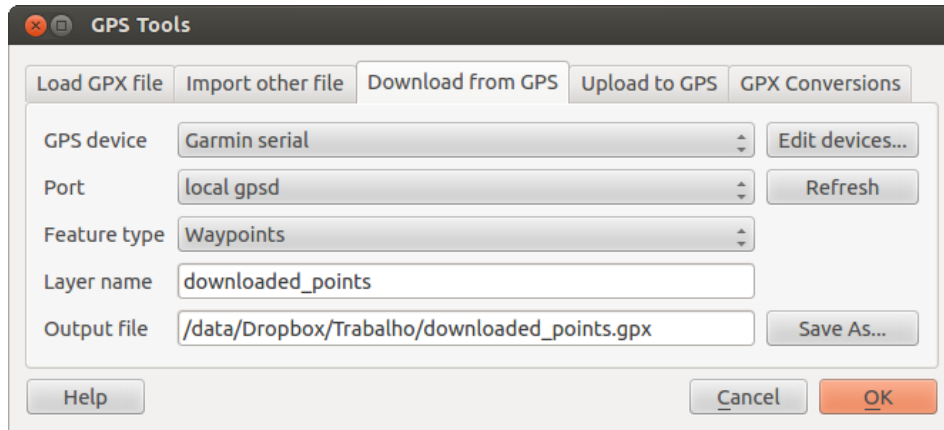 GPS Tools
Load GPX file Import other file Download from GPS Upload to GPS GPX Conversions
GPS device Garmin serial Edit devices...
Port local gpsd Refresh
Feature type Waypoints
Layer name downloaded_points
Output file /data/Dropbox/Trabalho/downloaded_points.gpx Save As...
Help Cancel OK